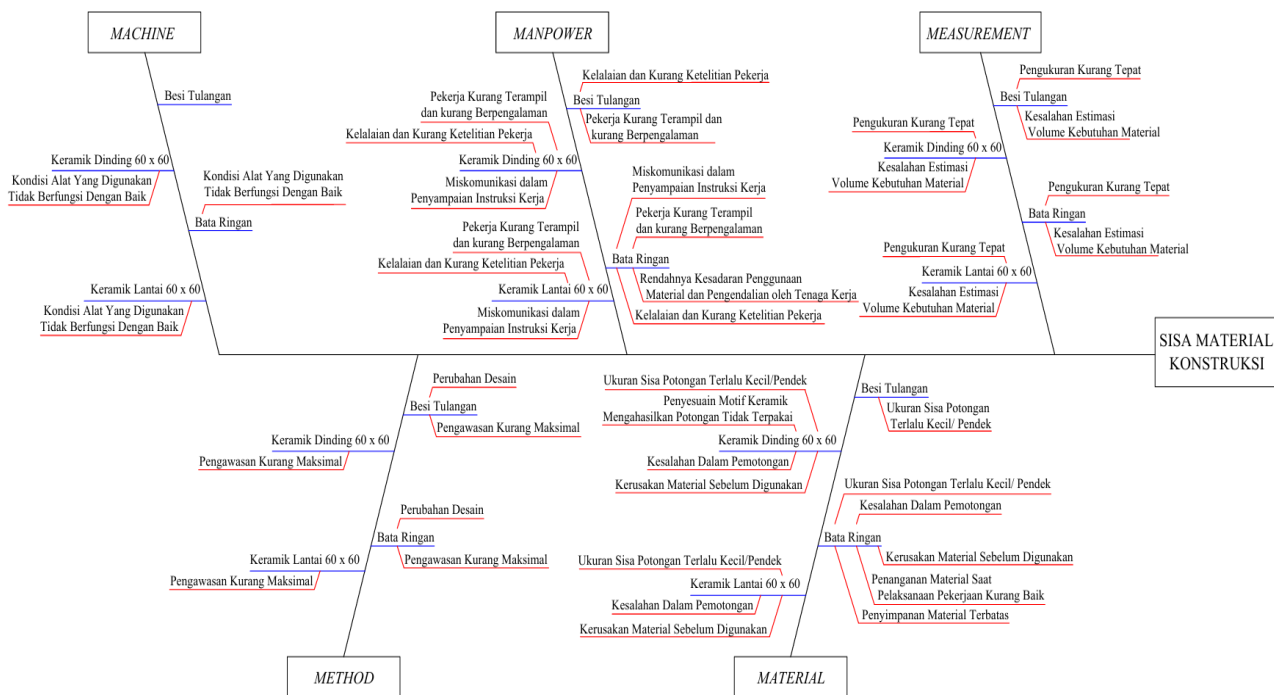 MACHINE
Besi Tulangan
Keramik Dinding 60 x 60
Kondisi Alat Yang Digunakan
Tidak Berfungsi Dengan Baik
Kondisi Alat Yang Digunakan
Tidak Berfungsi Dengan Baik
Bata Ringan
Keramik Lantai 60 x 60
Kondisi Alat Yang Digunakan
Tidak Berfungsi Dengan Baik
MANPOWER
Kelalaian dan Kurang Ketelitian Pekerja
Besi Tulangan
Pekerja Kurang Terampil dan
kurang Berpengalaman
Pekerja Kurang Terampil
dan kurang Berpengalaman
Kelalaian dan Kurang Ketelitian Pekerja
Keramik Dinding 60 x 60
Miskomunikasi dalam
Penyampaian Instruksi Kerja
Miskomunikasi dalam
Penyampaian Instruksi Kerja
Pekerja Kurang Terampil
dan kurang Berpengalaman
Bata Ringan
Rendahnya Kesadaran Penggunaan
Material dan Pengendalian oleh Tenaga Kerja
Kelalaian dan Kurang Ketelitian Pekerja
Pekerja Kurang Terampil
dan kurang Berpengalaman
Kelalaian dan Kurang Ketelitian Pekerja
Keramik Lantai 60 x 60
Miskomunikasi dalam
Penyampaian Instruksi Kerja
MEASUREMENT
Pengukuran Kurang Tepat
Besi Tulangan
Kesalahan Estimasi
Volume Kebutuhan Material
Pengukuran Kurang Tepat
Keramik Dinding 60 x 60
Kesalahan Estimasi
Volume Kebutuhan Material
Pengukuran Kurang Tepat
Bata Ringan
Kesalahan Estimasi
Volume Kebutuhan Material
Pengukuran Kurang Tepat
Keramik Lantai 60 x 60
Kesalahan Estimasi
Volume Kebutuhan Material
SISA MATERIAL
KONSTRUKSI
Perubahan Desain
Besi Tulangan
Pengawasan Kurang Maksimal
Keramik Dinding 60 x 60
Pengawasan Kurang Maksimal
Perubahan Desain
Bata Ringan
Pengawasan Kurang Maksimal
Keramik Lantai 60 x 60
Pengawasan Kurang Maksimal
METHOD
Besi Tulangan
Ukuran Sisa Potongan
Terlalu Kecil/ Pendek
Ukuran Sisa Potongan Terlalu Kecil/Pendek
Penyesuain Motif Keramik
Mengahasilkan Potongan Tidak Terpakai
Keramik Dinding 60 x 60
Kesalahan Dalam Pemotongan
Kerusakan Material Sebelum Digunakan
Ukuran Sisa Potongan Terlalu Kecil/ Pendek
Kesalahan Dalam Pemotongan
Bata Ringan
Kerusakan Material Sebelum Digunakan
Penanganan Material Saat
Pelaksanaan Pekerjaan Kurang Baik
Penyimpanan Material Terbatas
Ukuran Sisa Potongan Terlalu Kecil/Pendek
Keramik Lantai 60 x 60
Kesalahan Dalam Pemotongan
Kerusakan Material Sebelum Digunakan
MATERIAL